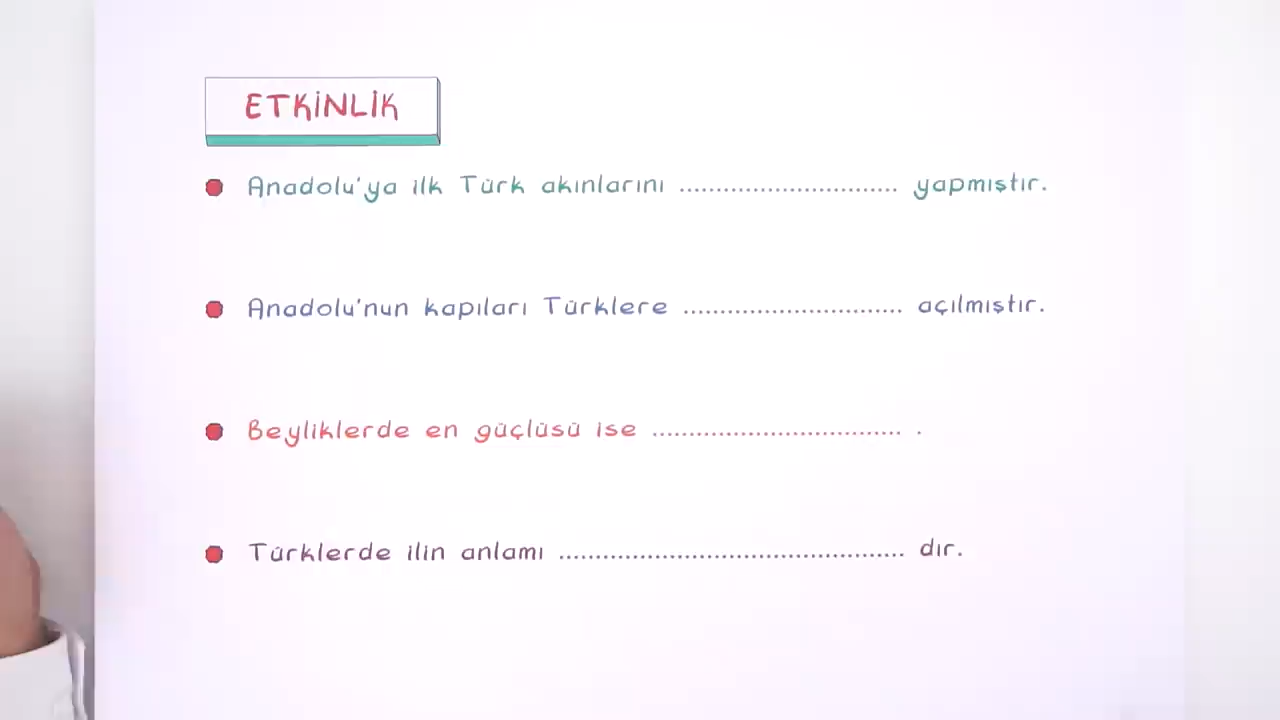 ETKİNLİK
Anadolu'ya ilk Türk akınlarını .............................. yapmıştır.
Anadolu'nun kapıları Türklere .............................. açılmıştır.
Beyliklerde en güçlüsü ise .................................. .
Türklerde ilin anlamı ............................................... dır.